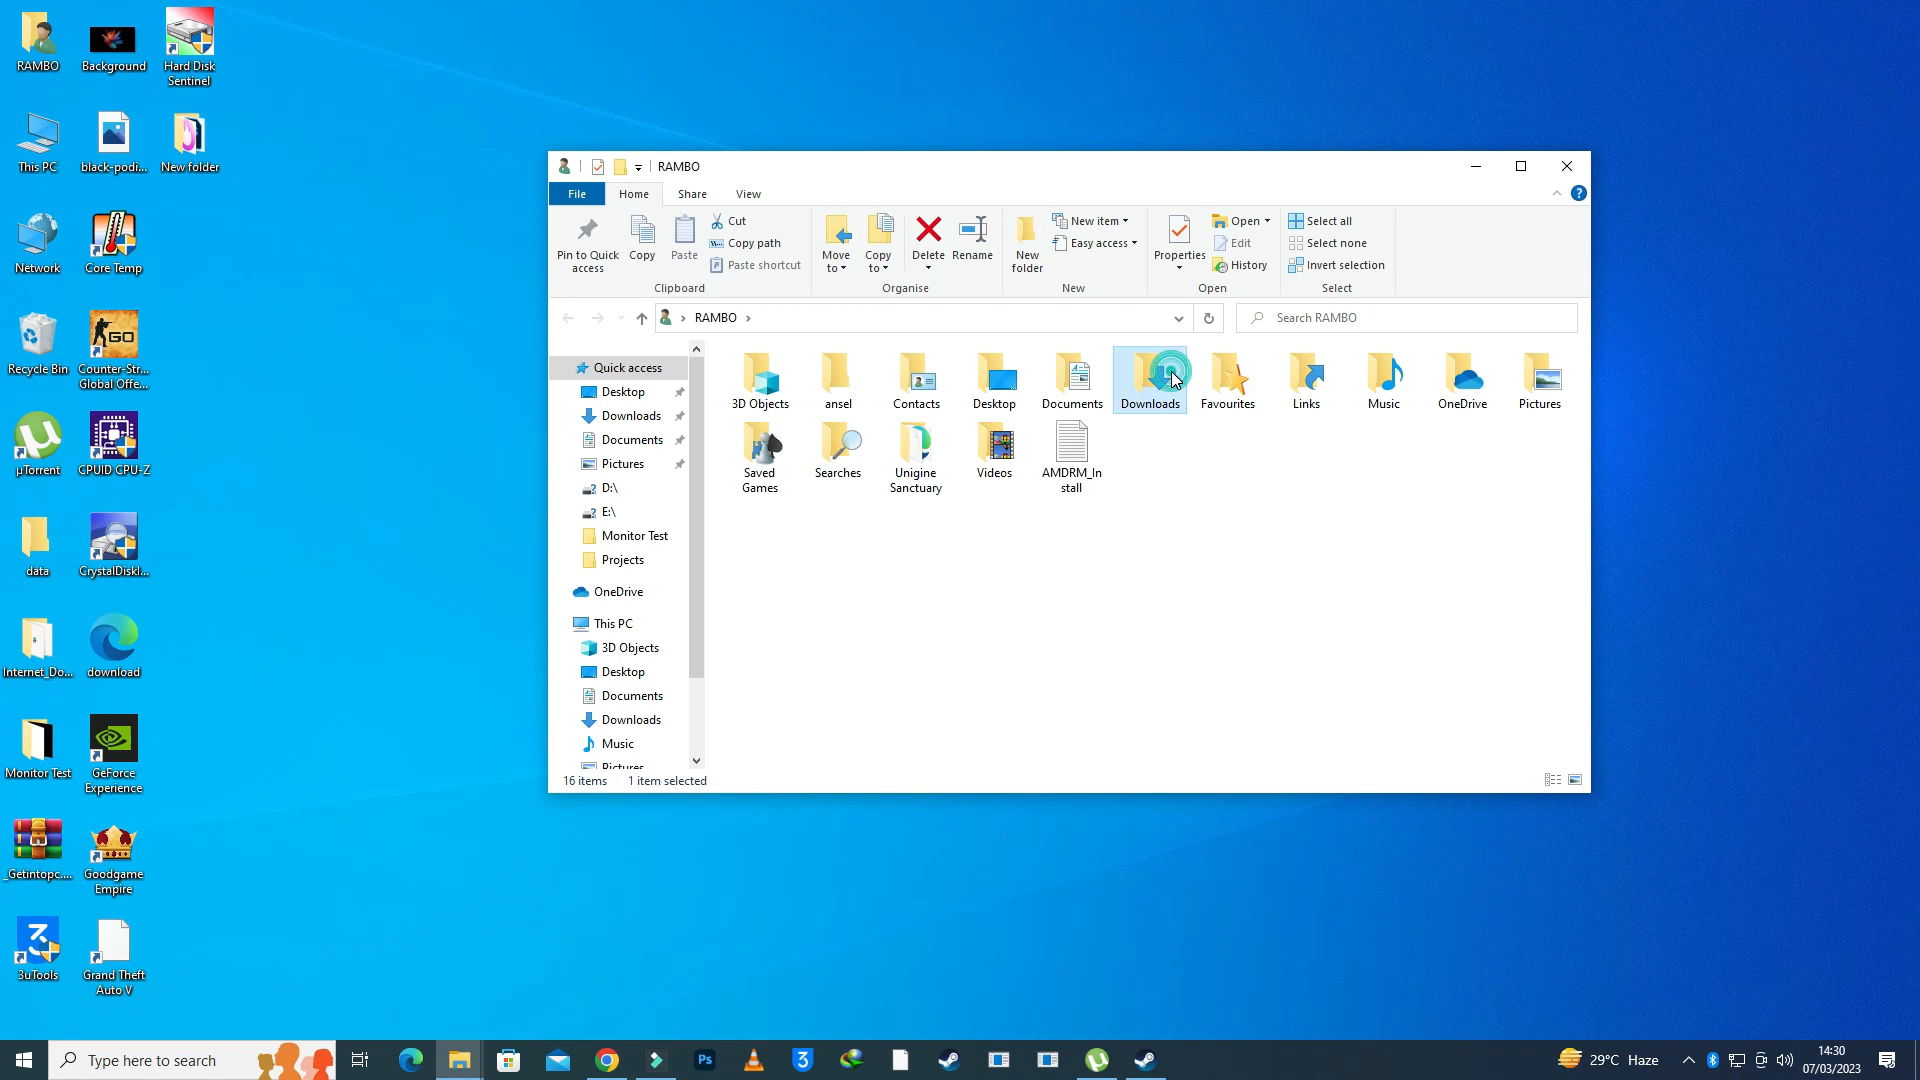 RAMBO
Background
Hard Disk
Sentinel
This PC
black-podi...
New folder
Network
Core Temp
Recycle Bin
Counter-Str...
Global Offe...
µTorrent
CPUID CPU-Z
data
CrystalDiskI...
Internet_Do...
download
Monitor Test
GeForce
Experience
_Getintopc....
Goodgame
Empire
3uTools
Grand Theft
Auto V
RAMBO
File
Home
Share
View
Pin to Quick
access
Copy
Paste
Cut
Copy path
Paste shortcut
Clipboard
Move
to
Copy
to
Delete
Rename
Organise
New
folder
New item
Easy access
New
Properties
Open
Edit
History
Open
Select all
Select none
Invert selection
Select
RAMBO
Search RAMBO
Quick access
Desktop
Downloads
Documents
Pictures
D:\
E:\
Monitor Test
Projects
OneDrive
This PC
3D Objects
Desktop
Documents
Downloads
Music
Pictures
3D Objects
ansel
Contacts
Desktop
Documents
Downloads
Favourites
Links
Music
OneDrive
Pictures
Saved
Games
Searches
Unigine
Sanctuary
Videos
AMDRM_In
stall
16 items
1 item selected
Type here to search
Ps
29°C Haze
14:30
07/03/2023